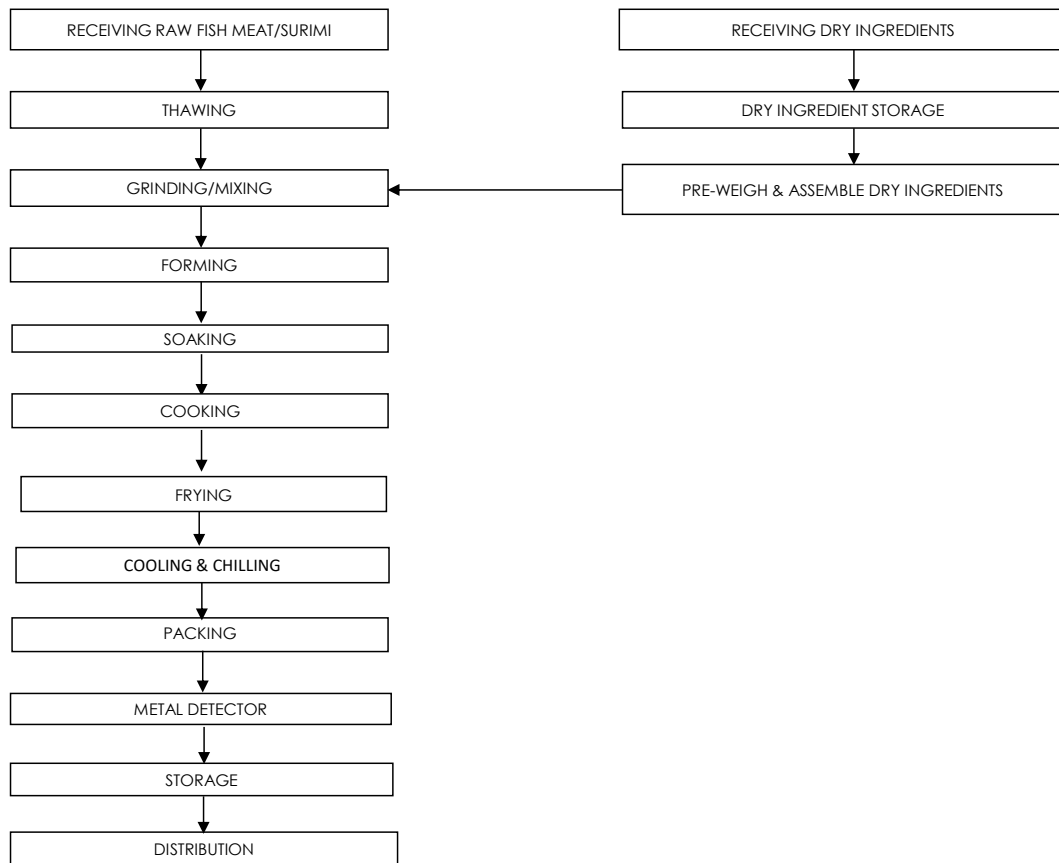 RECEIVING RAW FISH MEAT/SURIMI
RECEIVING DRY INGREDIENTS
THAWING
DRY INGREDIENT STORAGE
GRINDING/MIXING
PRE-WEIGH & ASSEMBLE DRY INGREDIENTS
FORMING
SOAKING
COOKING
FRYING
COOLING & CHILLING
PACKING
METAL DETECTOR
STORAGE
DISTRIBUTION